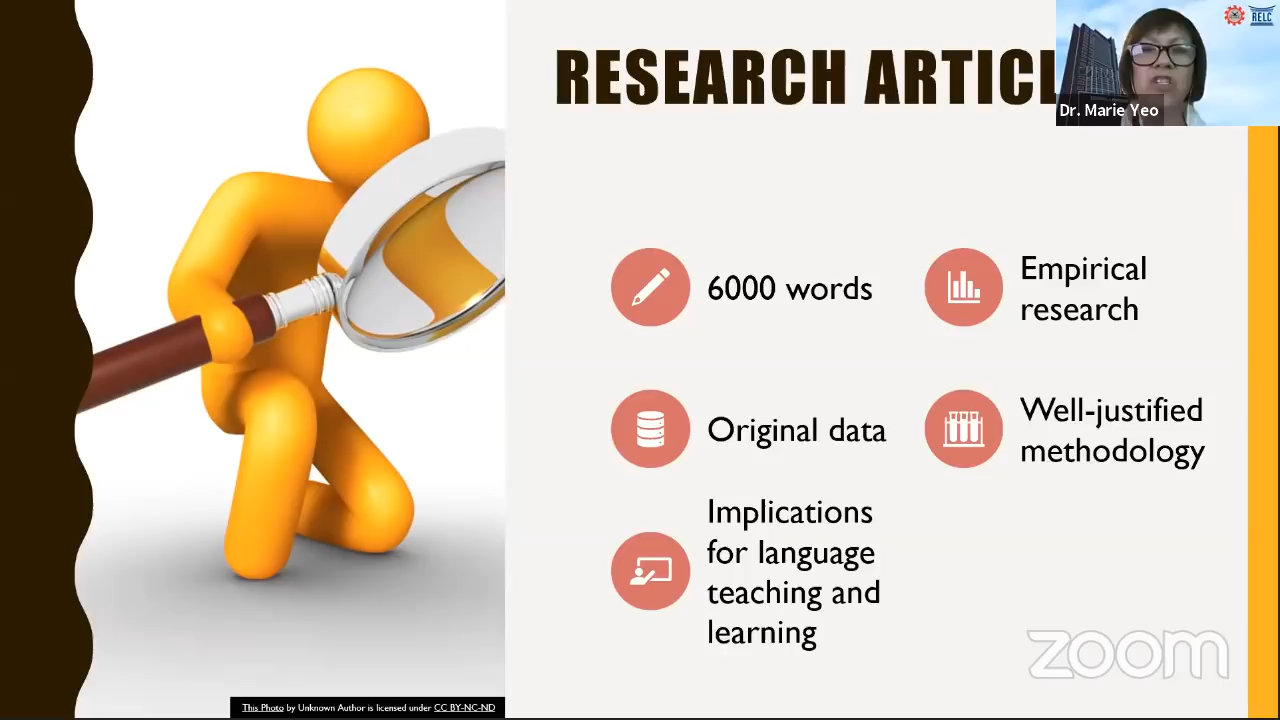 RESEARCH ARTICL
RELC
Dr. Marie Yeo
6000 words
Empirical
research
Original data
Well-justified
methodology
Implications
for language
teaching and
learning
zoom
This Photo by Unknown Author is licensed under CC BY-NC-ND